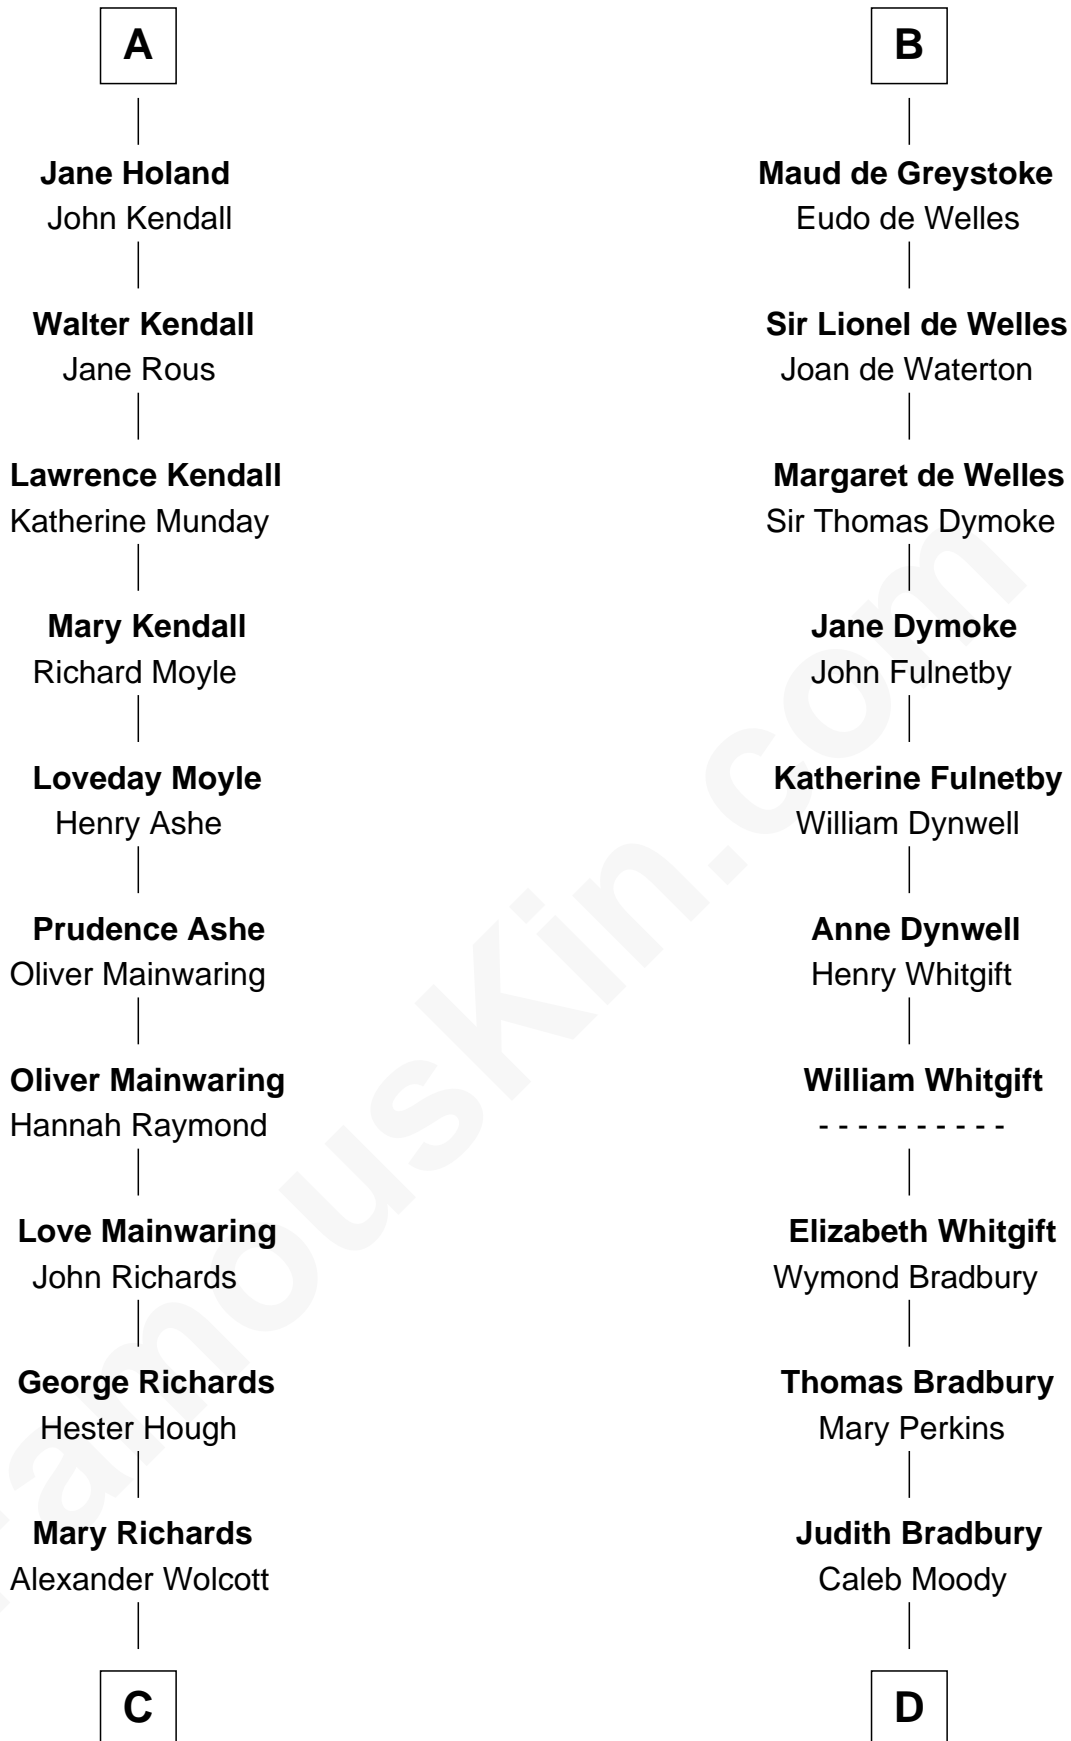 A
Jane Holand
John Kendall
Walter Kendall
Jane Rous
Lawrence Kendall
Katherine Munday
Mary Kendall
Richard Moyle
Loveday Moyle
Henry Ashe
Prudence Ashe
Oliver Mainwaring
Oliver Mainwaring
Hannah Raymond
Love Mainwaring
John Richards
George Richards
Hester Hough
Mary Richards
Alexander Wolcott
C
B
Maud de Greystoke
Eudo de Welles
Sir Lionel de Welles
Joan de Waterton
Margaret de Welles
Sir Thomas Dymoke
Jane Dymoke
John Fulnetby
Katherine Fulnetby
William Dynwell
Anne Dynwell
Henry Whitgift
William Whitgift
- - - - - - - - - -
Elizabeth Whitgift
Wymond Bradbury
Thomas Bradbury
Mary Perkins
Judith Bradbury
Caleb Moody
D
FamousKin.com